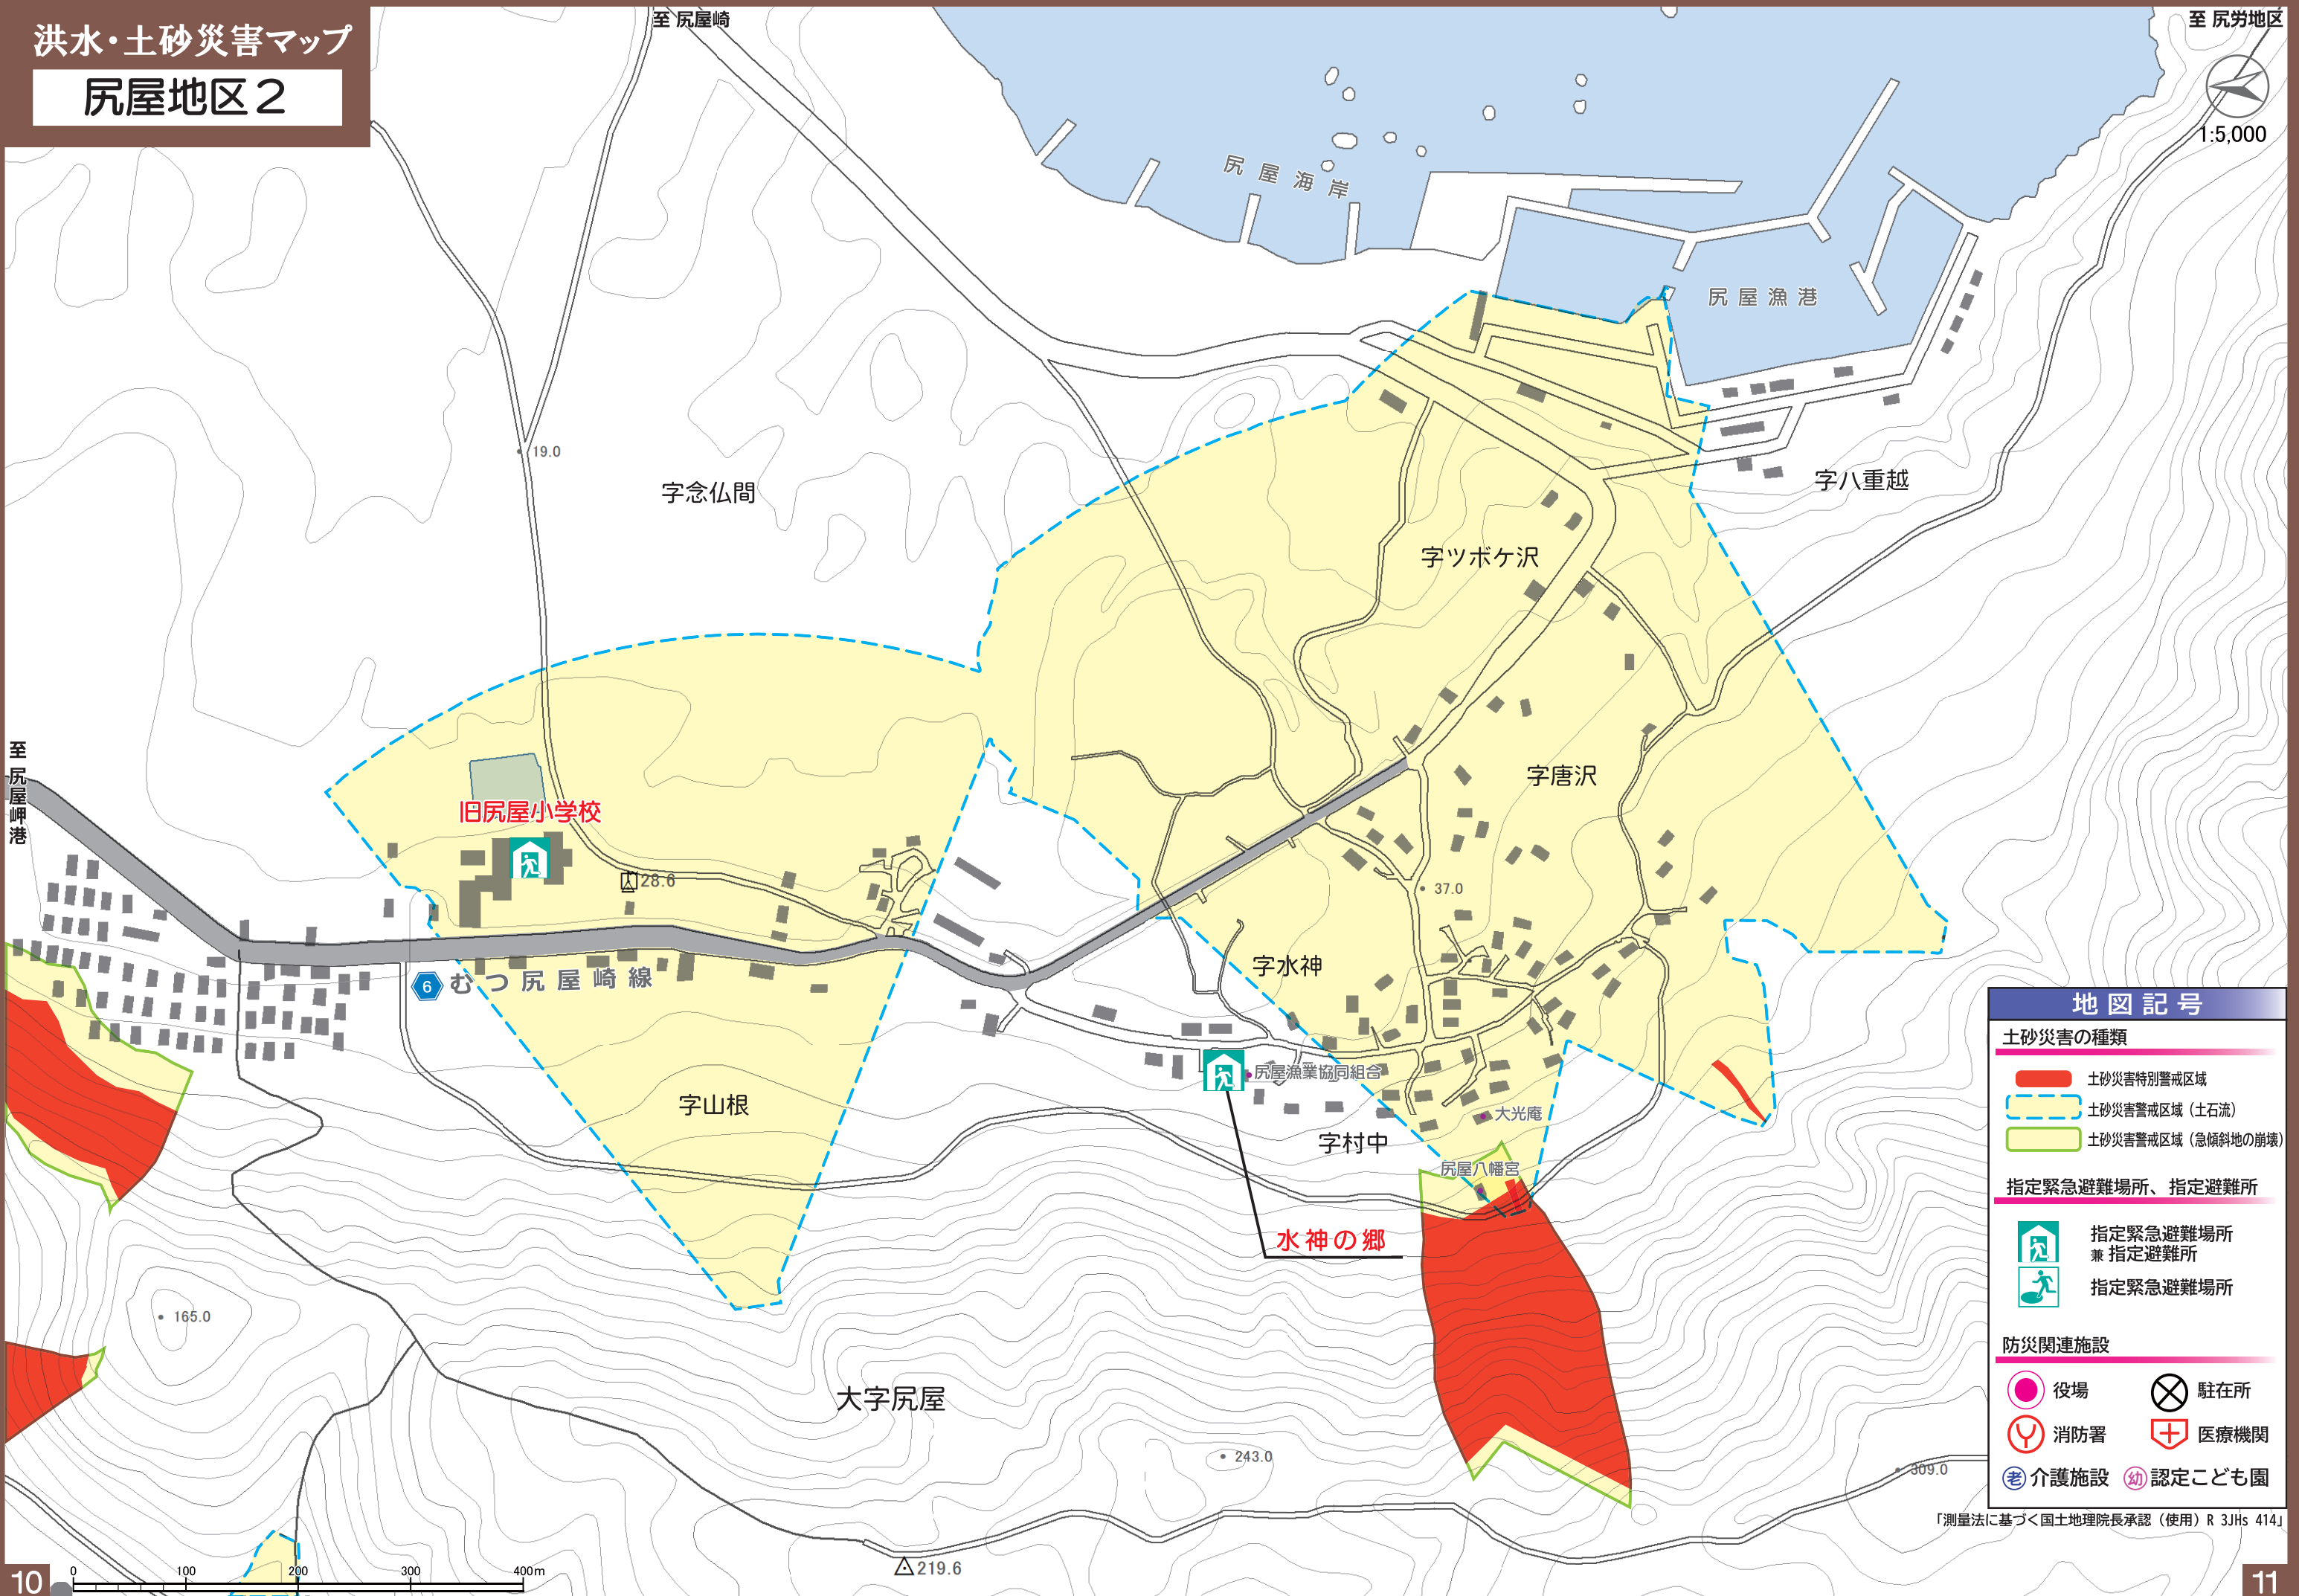 洪水・土砂災害マップ
尻屋地区2
至 尻屋崎
至 尻労地区
1:5,000
尻屋海岸
尻屋漁港
19.0
字念仏間
字八重越
字ツボケ沢
至 尻屋岬港
字唐沢
旧尻屋小学校
28.6
37.0
字水神
6 むつ尻屋崎線
尻屋漁業協同組合
字山根
大光庵
字村中
尻屋八幡宮
水神の郷
165.0
大字尻屋
243.0
309.0
219.6
地図記号
土砂災害の種類
土砂災害特別警戒区域
土砂災害警戒区域（土石流）
土砂災害警戒区域（急傾斜地の崩壊）
指定緊急避難場所、指定避難所
指定緊急避難場所
兼 指定避難所
指定緊急避難場所
防災関連施設
役場 駐在所
消防署 医療機関
老 介護施設 幼 認定こども園
「測量法に基づく国土地理院長承認（使用）R 3JHs 414」
0 100 200 300 400m
10
11